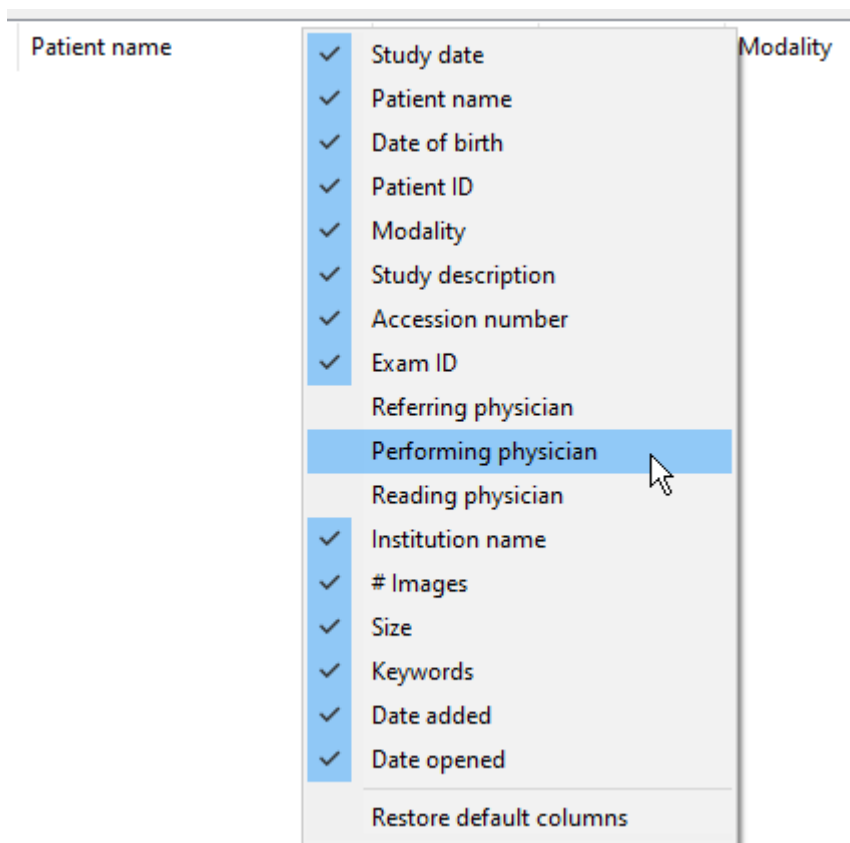 Patient name
Modality
Study date
Patient name
Date of birth
Patient ID
Modality
Study description
Accession number
Exam ID
Referring physician
Performing physician
Reading physician
Institution name
# Images
Size
Keywords
Date added
Date opened
Restore default columns